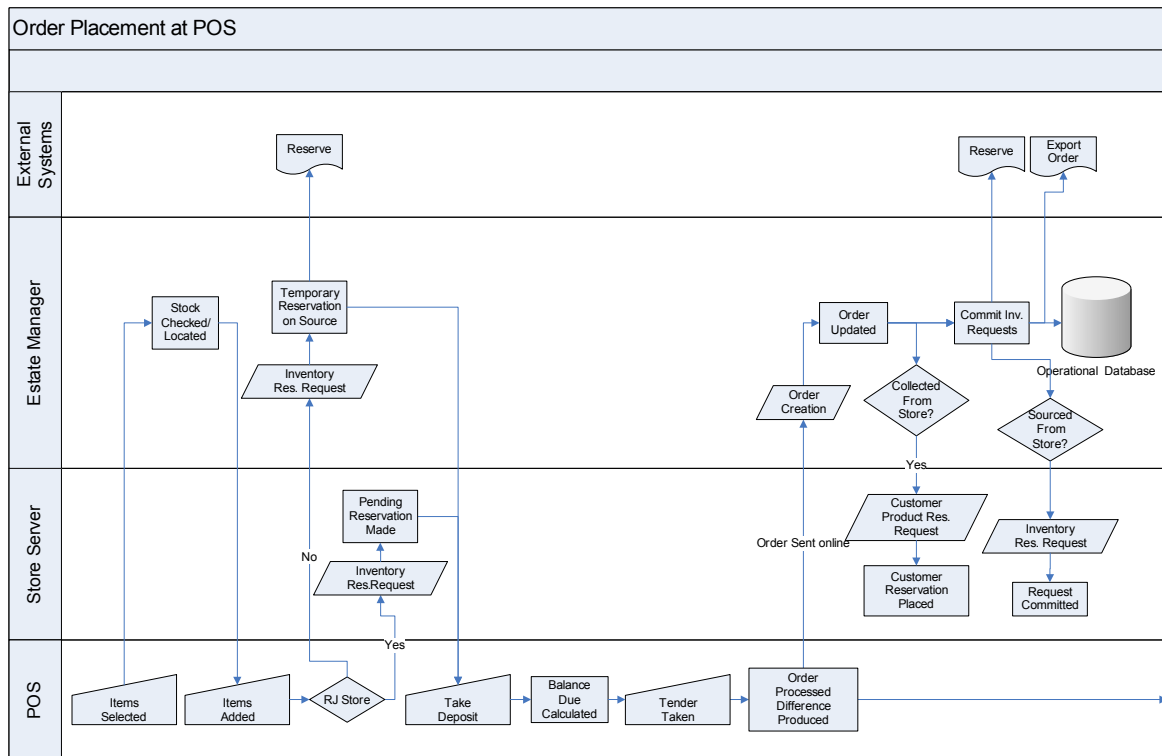 Order Placement at POS
External
Systems
Reserve
Reserve
Export
Order
Estate Manager
Stock
Checked/
Located
Temporary
Reservation
on Source
Inventory
Res. Request
Order
Updated
Commit Inv.
Requests
Operational Database
Order
Creation
Collected
From
Store?
Sourced
From
Store?
Yes
Store Server
No
Pending
Reservation
Made
Inventory
Res.Request
Yes
Order Sent online
Customer
Product Res.
Request
Customer
Reservation
Placed
Inventory
Res. Request
Request
Committed
POS
Items
Selected
Items
Added
RJ Store
Take
Deposit
Balance
Due
Calculated
Tender
Taken
Order
Processed
Difference
Produced